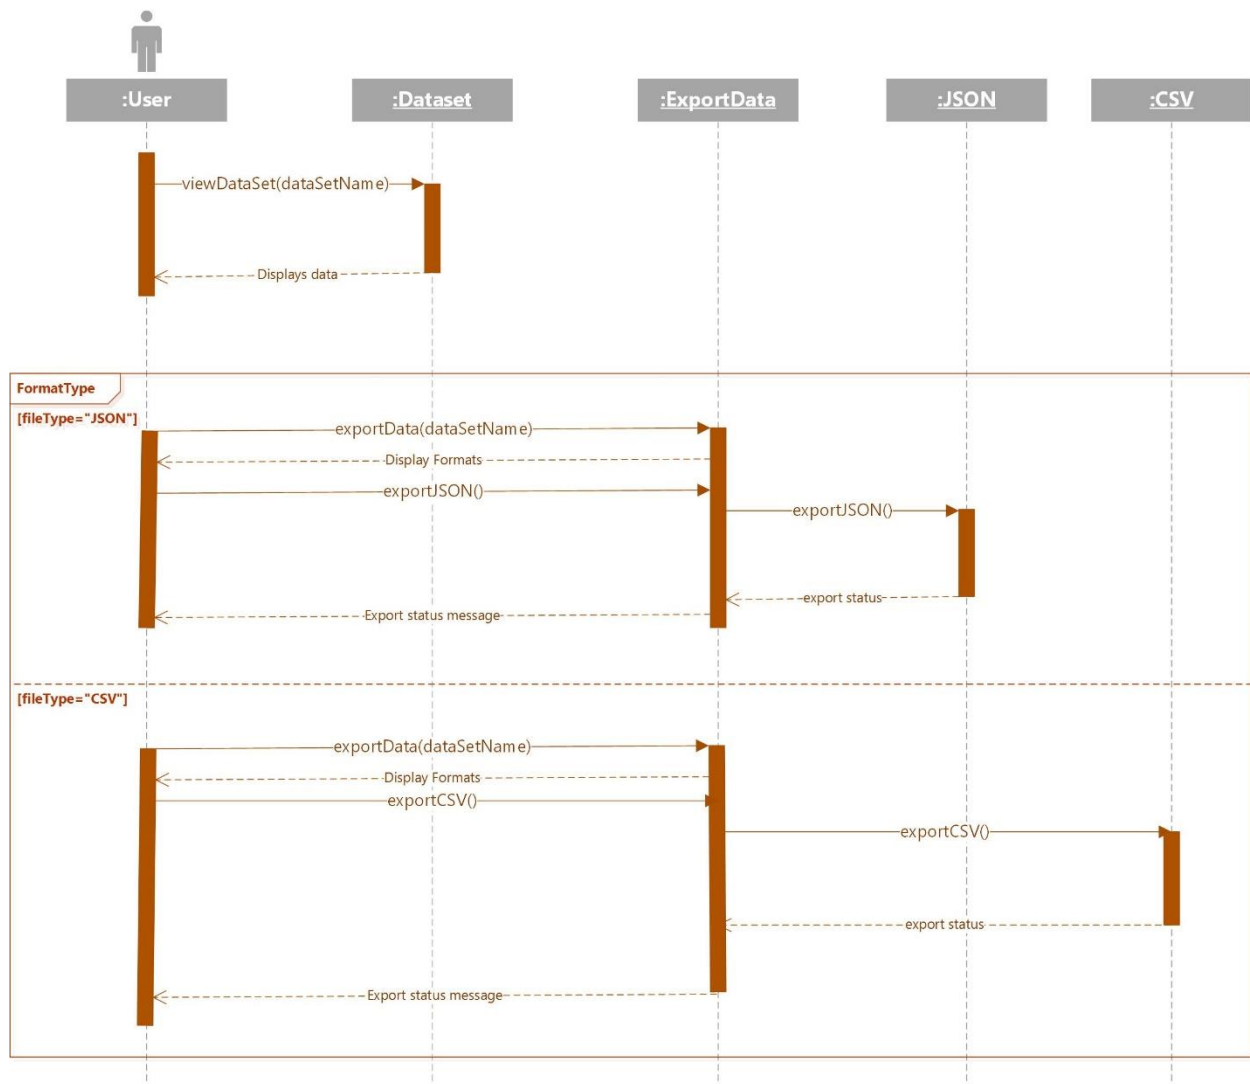 :User
:Dataset
:ExportData
:JSON
:CSV
viewDataSet(dataSetName)
Displays data
FormatType
[fileType="JSON"]
exportData(dataSetName)
Display Formats
exportJSON()
exportJSON()
export status
Export status message
[fileType="CSV"]
exportData(dataSetName)
Display Formats
exportCSV()
exportCSV()
export status
Export status message